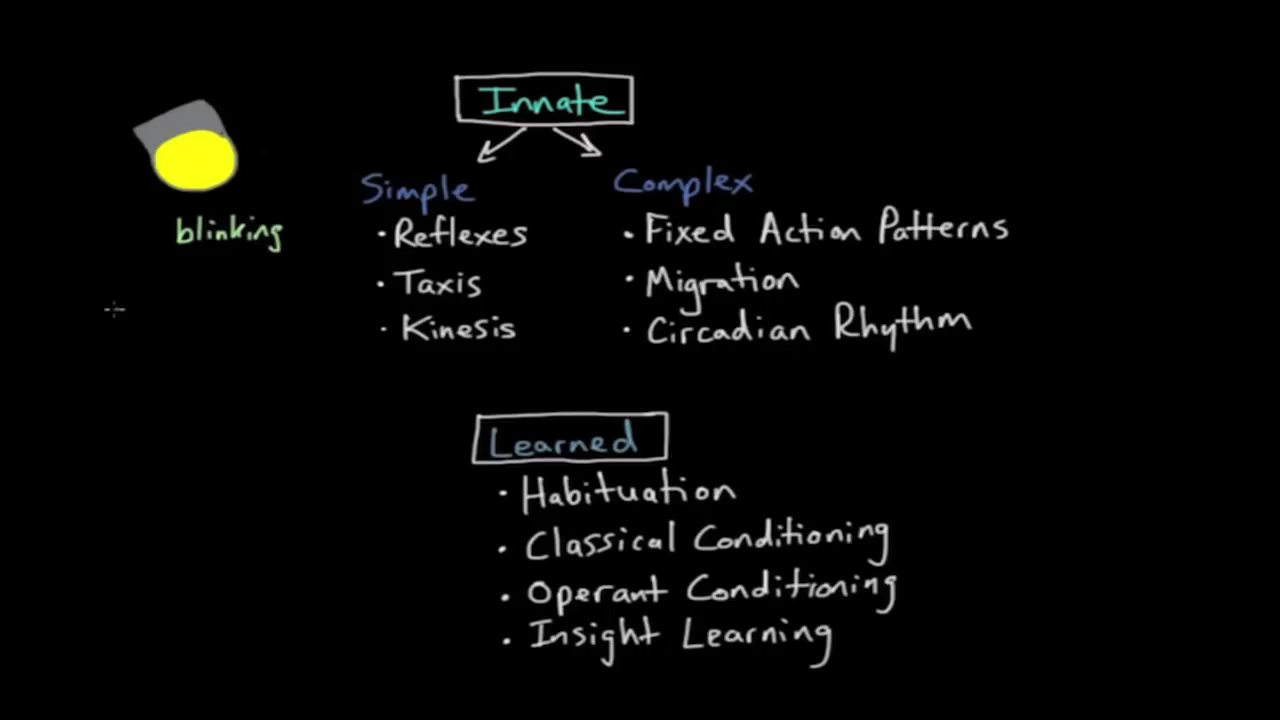 Innate
Simple
Complex
blinking
· Reflexes
· Taxis
· Kinesis
· Fixed Action Patterns
· Migration
· Circadian Rhythm
Learned
· Habituation
· Classical Conditioning
· Operant Conditioning
· Insight Learning